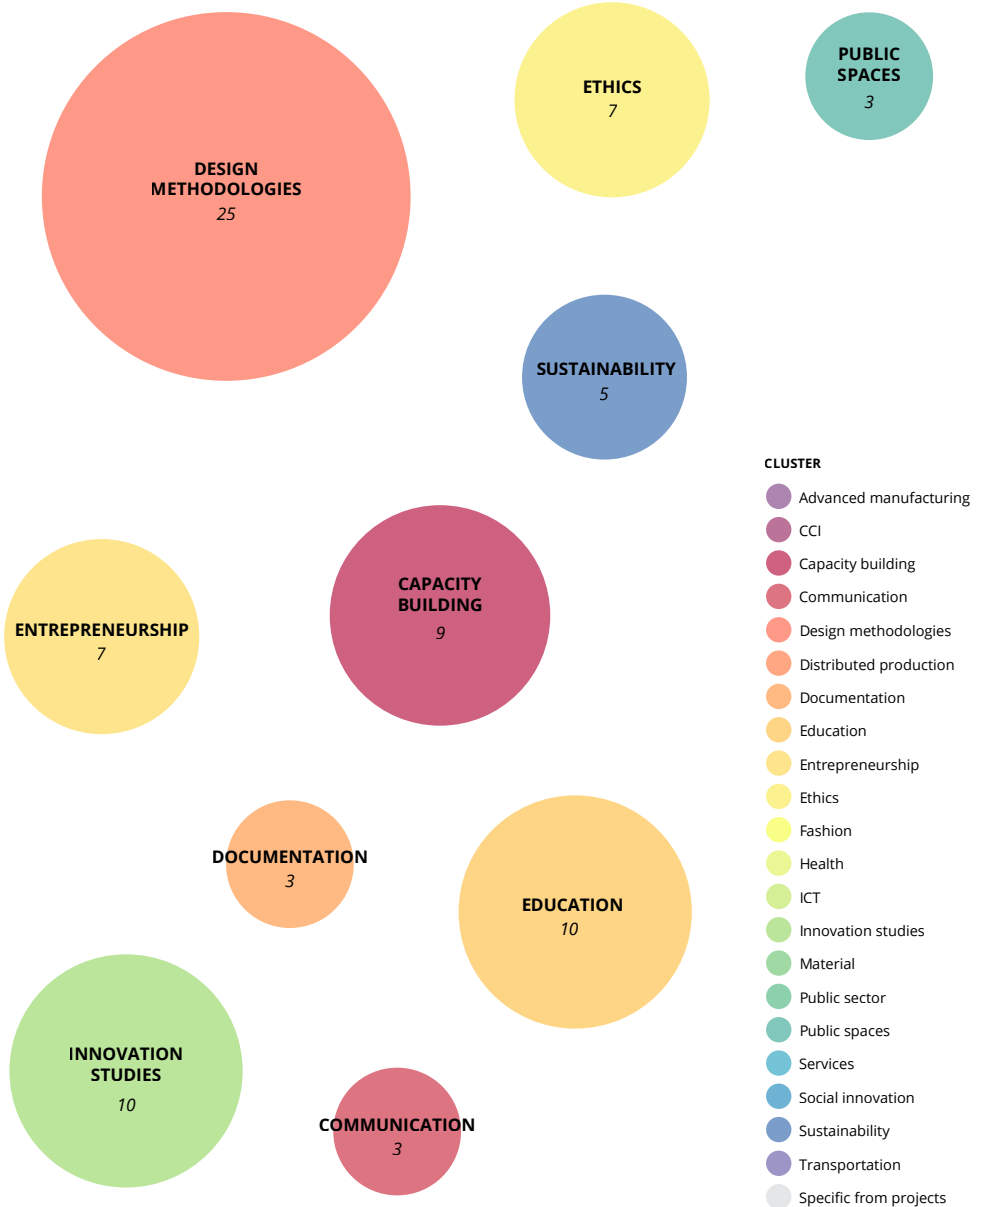 DESIGN
METHODOLOGIES
25
ETHICS
7
PUBLIC
SPACES
3
SUSTAINABILITY
5
ENTREPRENEURSHIP
7
CAPACITY
BUILDING
9
DOCUMENTATION
3
EDUCATION
10
INNOVATION
STUDIES
10
COMMUNICATION
3
CLUSTER
Advanced manufacturing
CCI
Capacity building
Communication
Design methodologies
Distributed production
Documentation
Education
Entrepreneurship
Ethics
Fashion
Health
ICT
Innovation studies
Material
Public sector
Public spaces
Services
Social innovation
Sustainability
Transportation
Specific from projects